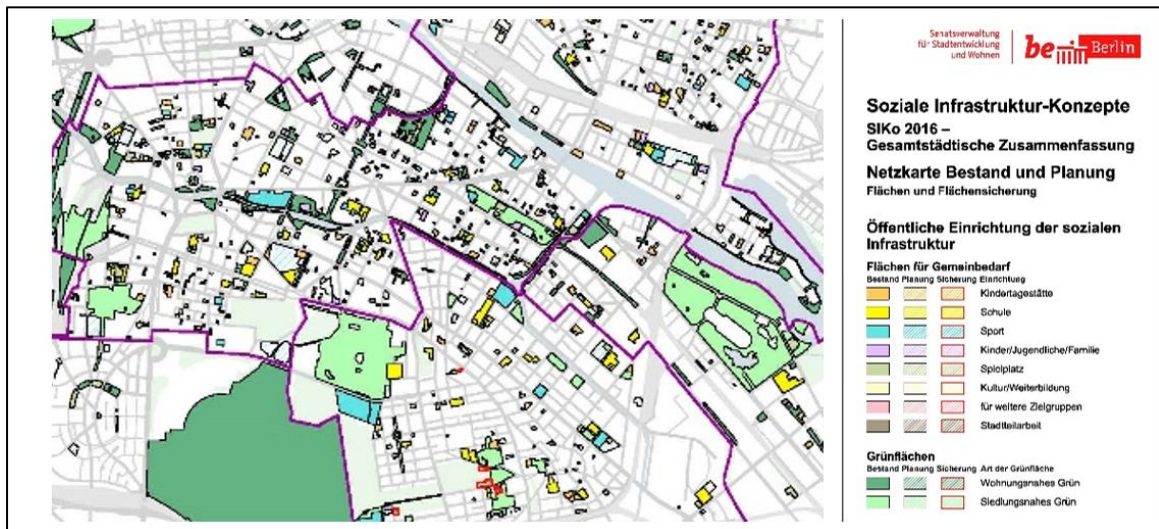 Senatsverwaltung
für Stadtentwicklung
und Wohnen
be Berlin
Soziale Infrastruktur-Konzepte
SIKo 2016 –
Gesamtstädtische Zusammenfassung
Netzkarte Bestand und Planung
Flächen und Flächensicherung
Öffentliche Einrichtung der sozialen
Infrastruktur
Flächen für Gemeinbedarf
Bestand Planung Sicherung Einrichtung
Kindertagestätte
Schule
Sport
Kinder/Jugendliche/Familie
Spielplatz
Kultur/Weiterbildung
für weitere Zielgruppen
Stadtteilarbeit
Grünflächen
Bestand Planung Sicherung Art der Grünfläche
Wohnungsnahes Grün
Siedlungsnahes Grün